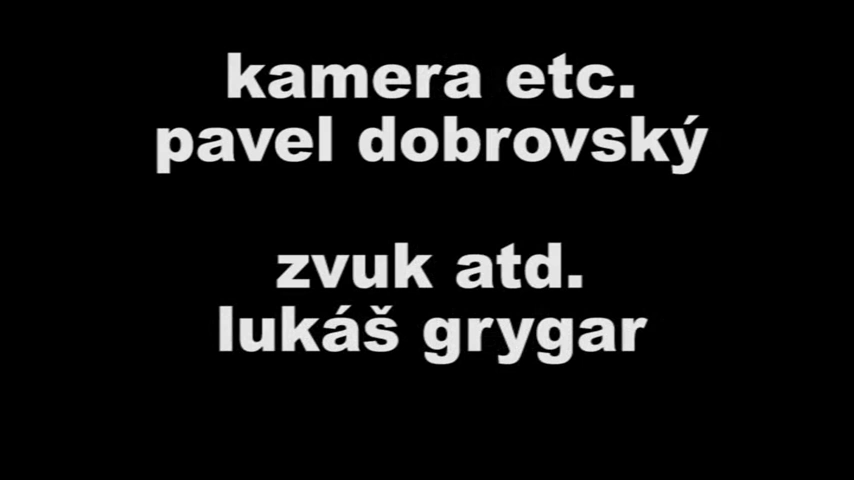 kamera etc.
pavel dobrovský
zvuk atd.
lukáš grygar